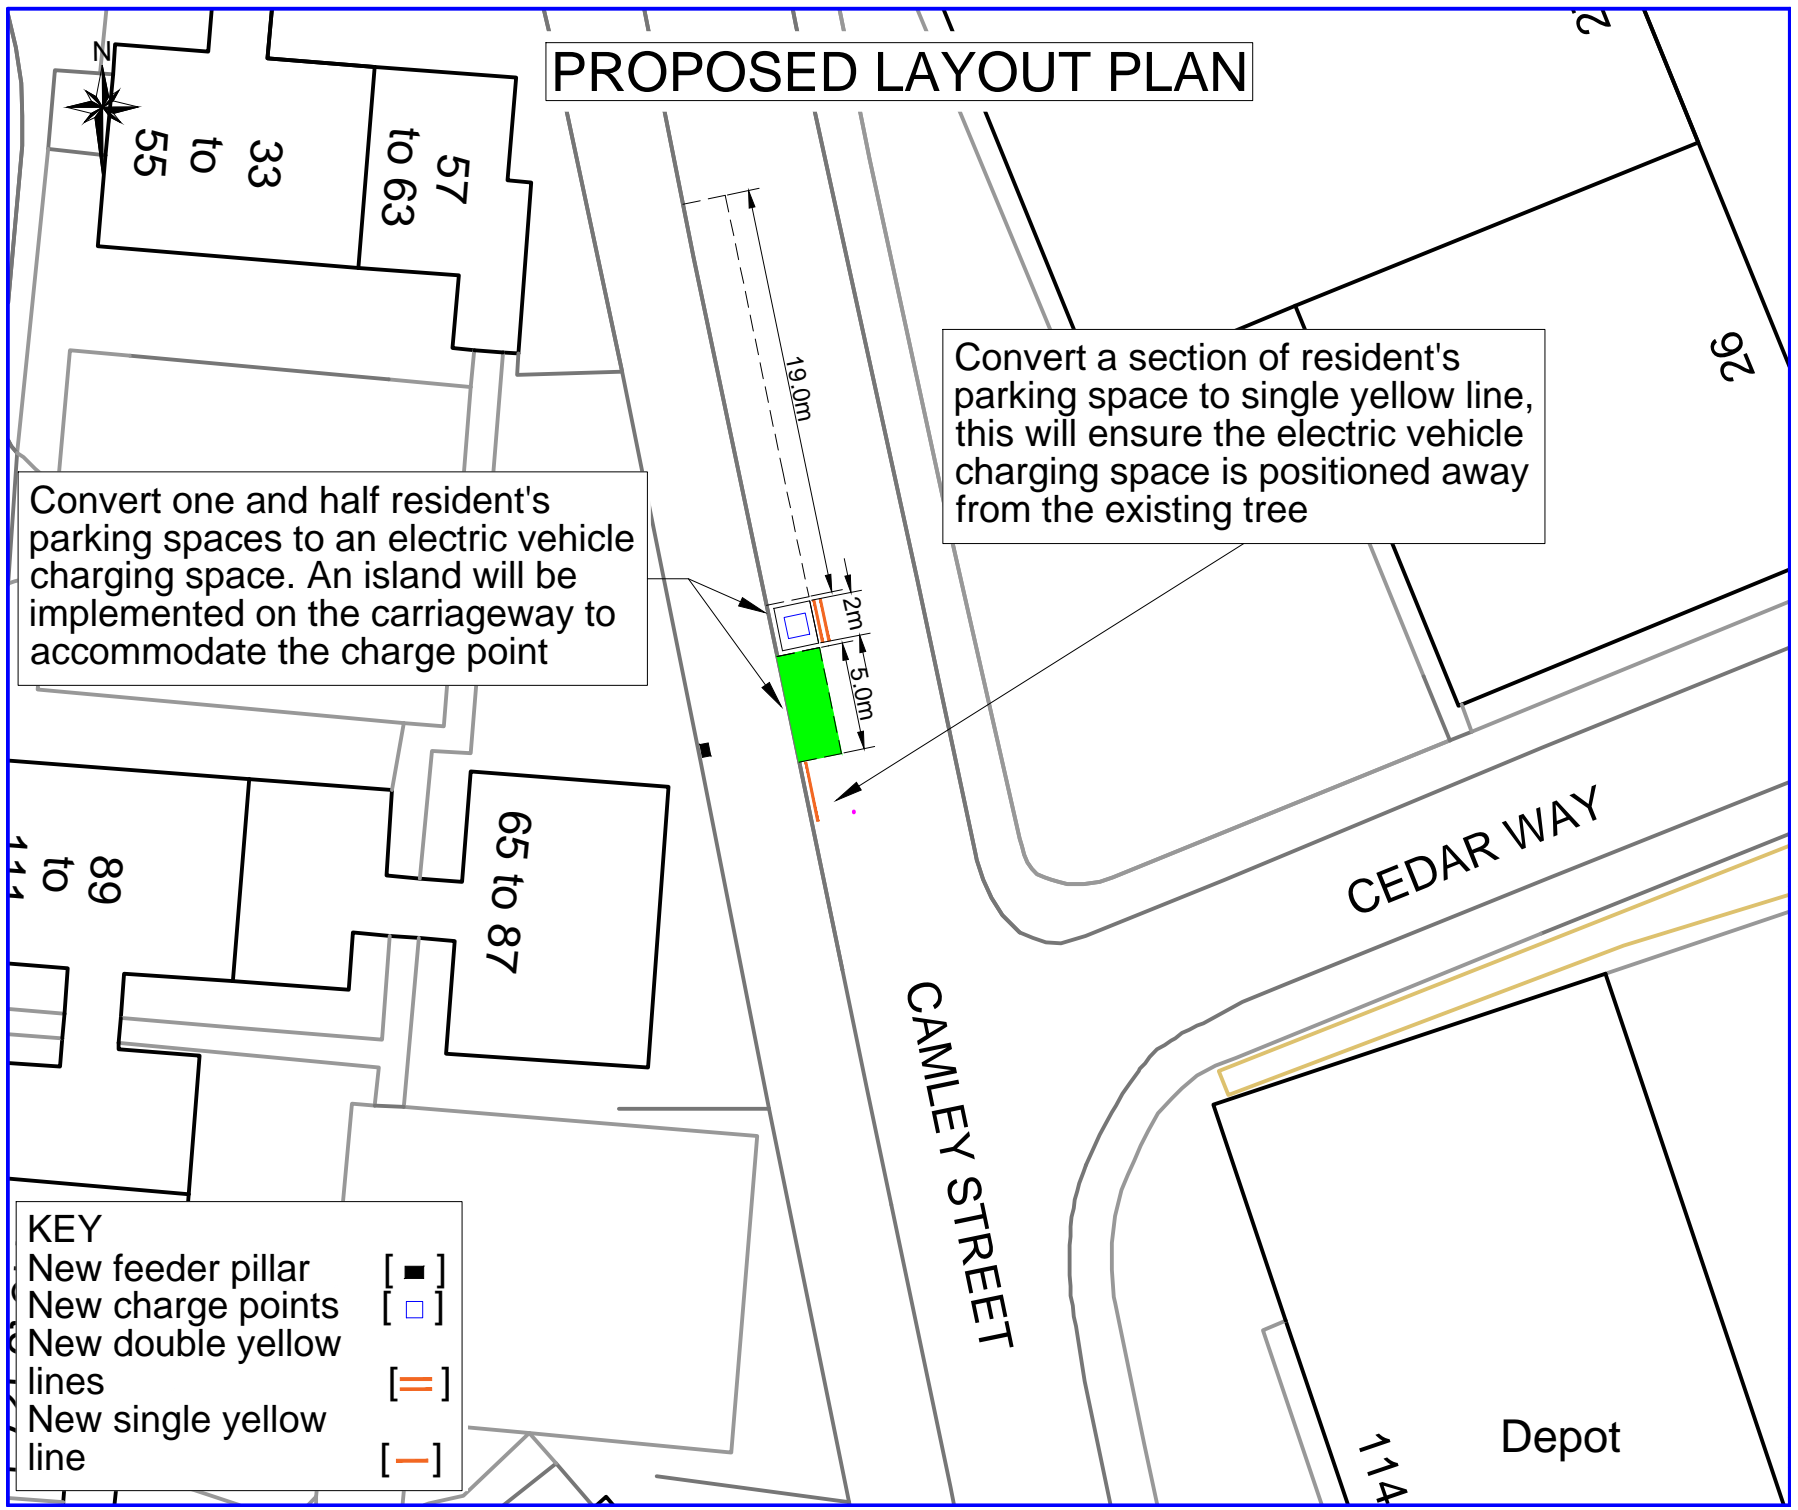 PROPOSED LAYOUT PLAN
N
33
to
55
57
to 63
19.0m
2m
5.0m
Convert a section of resident's
parking space to single yellow line,
this will ensure the electric vehicle
charging space is positioned away
from the existing tree
26
Convert one and half resident's
parking spaces to an electric vehicle
charging space. An island will be
implemented on the carriageway to
accommodate the charge point
89
to
111
65 to 87
CEDAR WAY
CAMLEY STREET
KEY
New feeder pillar [ ]
New charge points [ ]
New double yellow
lines [ ]
New single yellow
line [ ]
Depot
114